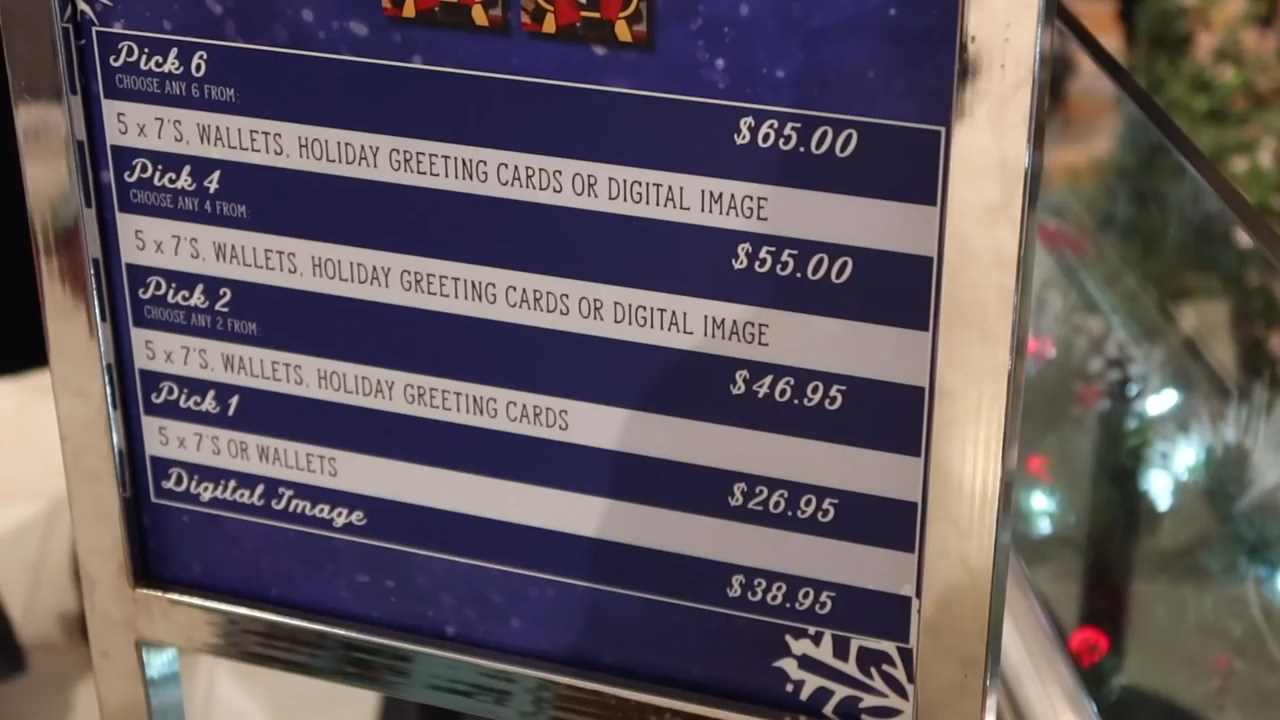 Pick 6
CHOOSE ANY 6 FROM:
$65.00
5 x 7'S, WALLETS, HOLIDAY GREETING CARDS OR DIGITAL IMAGE
Pick 4
CHOOSE ANY 4 FROM:
$55.00
5 x 7'S, WALLETS, HOLIDAY GREETING CARDS OR DIGITAL IMAGE
Pick 2
CHOOSE ANY 2 FROM:
$46.95
5 x 7'S, WALLETS, HOLIDAY GREETING CARDS
Pick 1
$26.95
5 x 7'S OR WALLETS
Digital Image
$38.95